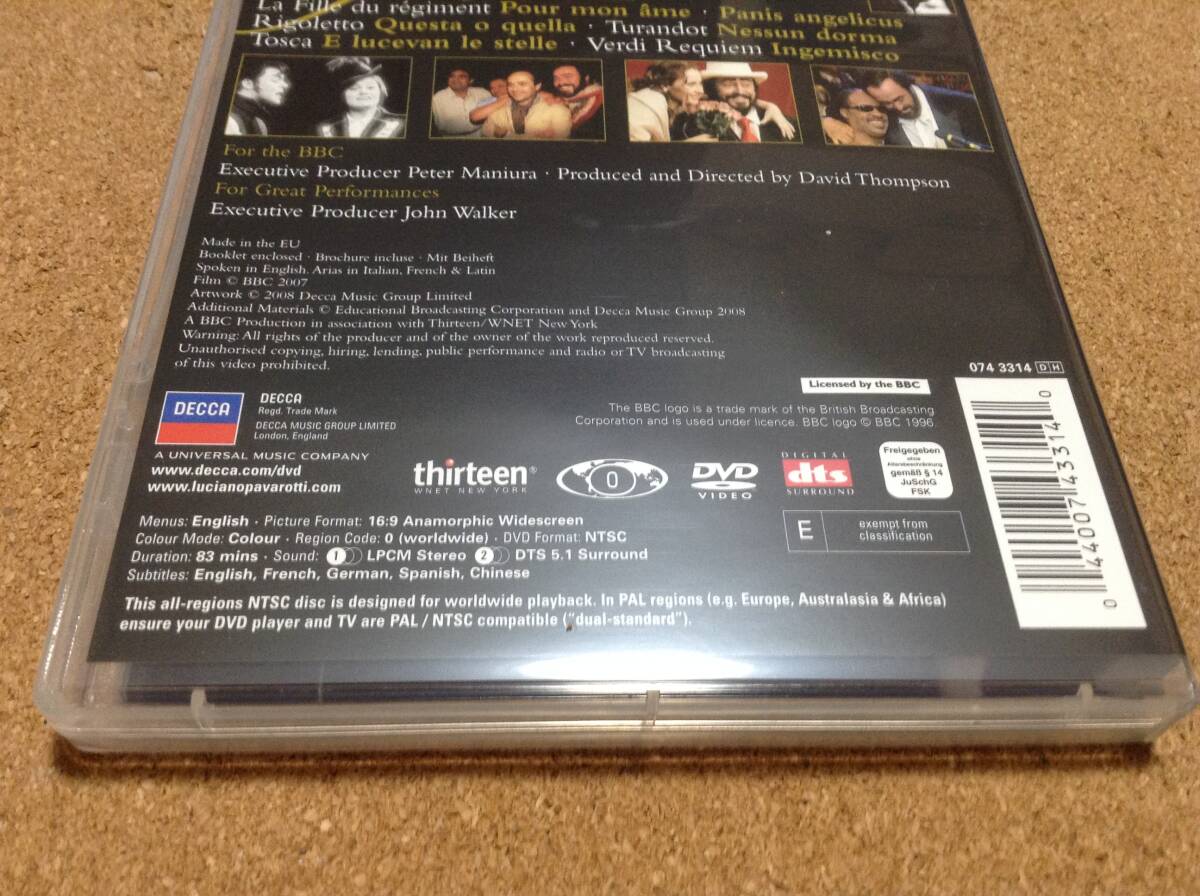 La Fille du régiment Pour mon âme · Panis angelicus
Rigoletto Questa o quella · Turandot Nessun dorma
Tosca E lucevan le stelle · Verdi Requiem Ingemisco
For the BBC
Executive Producer Peter Maniura · Produced and Directed by David Thompson
For Great Performances
Executive Producer John Walker
Made in the EU
Booklet enclosed · Brochure incluse · Mit Beiheft
Spoken in English. Arias in Italian, French & Latin
Film © BBC 2007
Artwork © 2008 Decca Music Group Limited
Additional Materials © Educational Broadcasting Corporation and Decca Music Group 2008
A BBC Production in association with Thirteen/WNET New York
Warning: All rights of the producer and of the owner of the work reproduced reserved.
Unauthorised copying, hiring, lending, public performance and radio or TV broadcasting
of this video prohibited.
074 3314 DH
Licensed by the BBC
The BBC logo is a trade mark of the British Broadcasting
Corporation and is used under licence. BBC logo © BBC 1996.
DECCA
DECCA
Regd. Trade Mark
DECCA MUSIC GROUP LIMITED
London, England
A UNIVERSAL MUSIC COMPANY
www.decca.com/dvd
www.lucianopavarotti.com
thirteen®
WNET NEW YORK
0
DVD
VIDEO
DIGITAL
dts
SURROUND
Freigegeben
ohne
Altersbeschränkung
gemäß § 14
JuSchG
FSK
E
exempt from
classification
0 44007 43314 0
Menus: English · Picture Format: 16:9 Anamorphic Widescreen
Colour Mode: Colour · Region Code: 0 (worldwide) · DVD Format: NTSC
Duration: 83 mins · Sound: 1 LPCM Stereo 2 DTS 5.1 Surround
Subtitles: English, French, German, Spanish, Chinese
This all-regions NTSC disc is designed for worldwide playback. In PAL regions (e.g. Europe, Australasia & Africa)
ensure your DVD player and TV are PAL / NTSC compatible ("dual-standard").